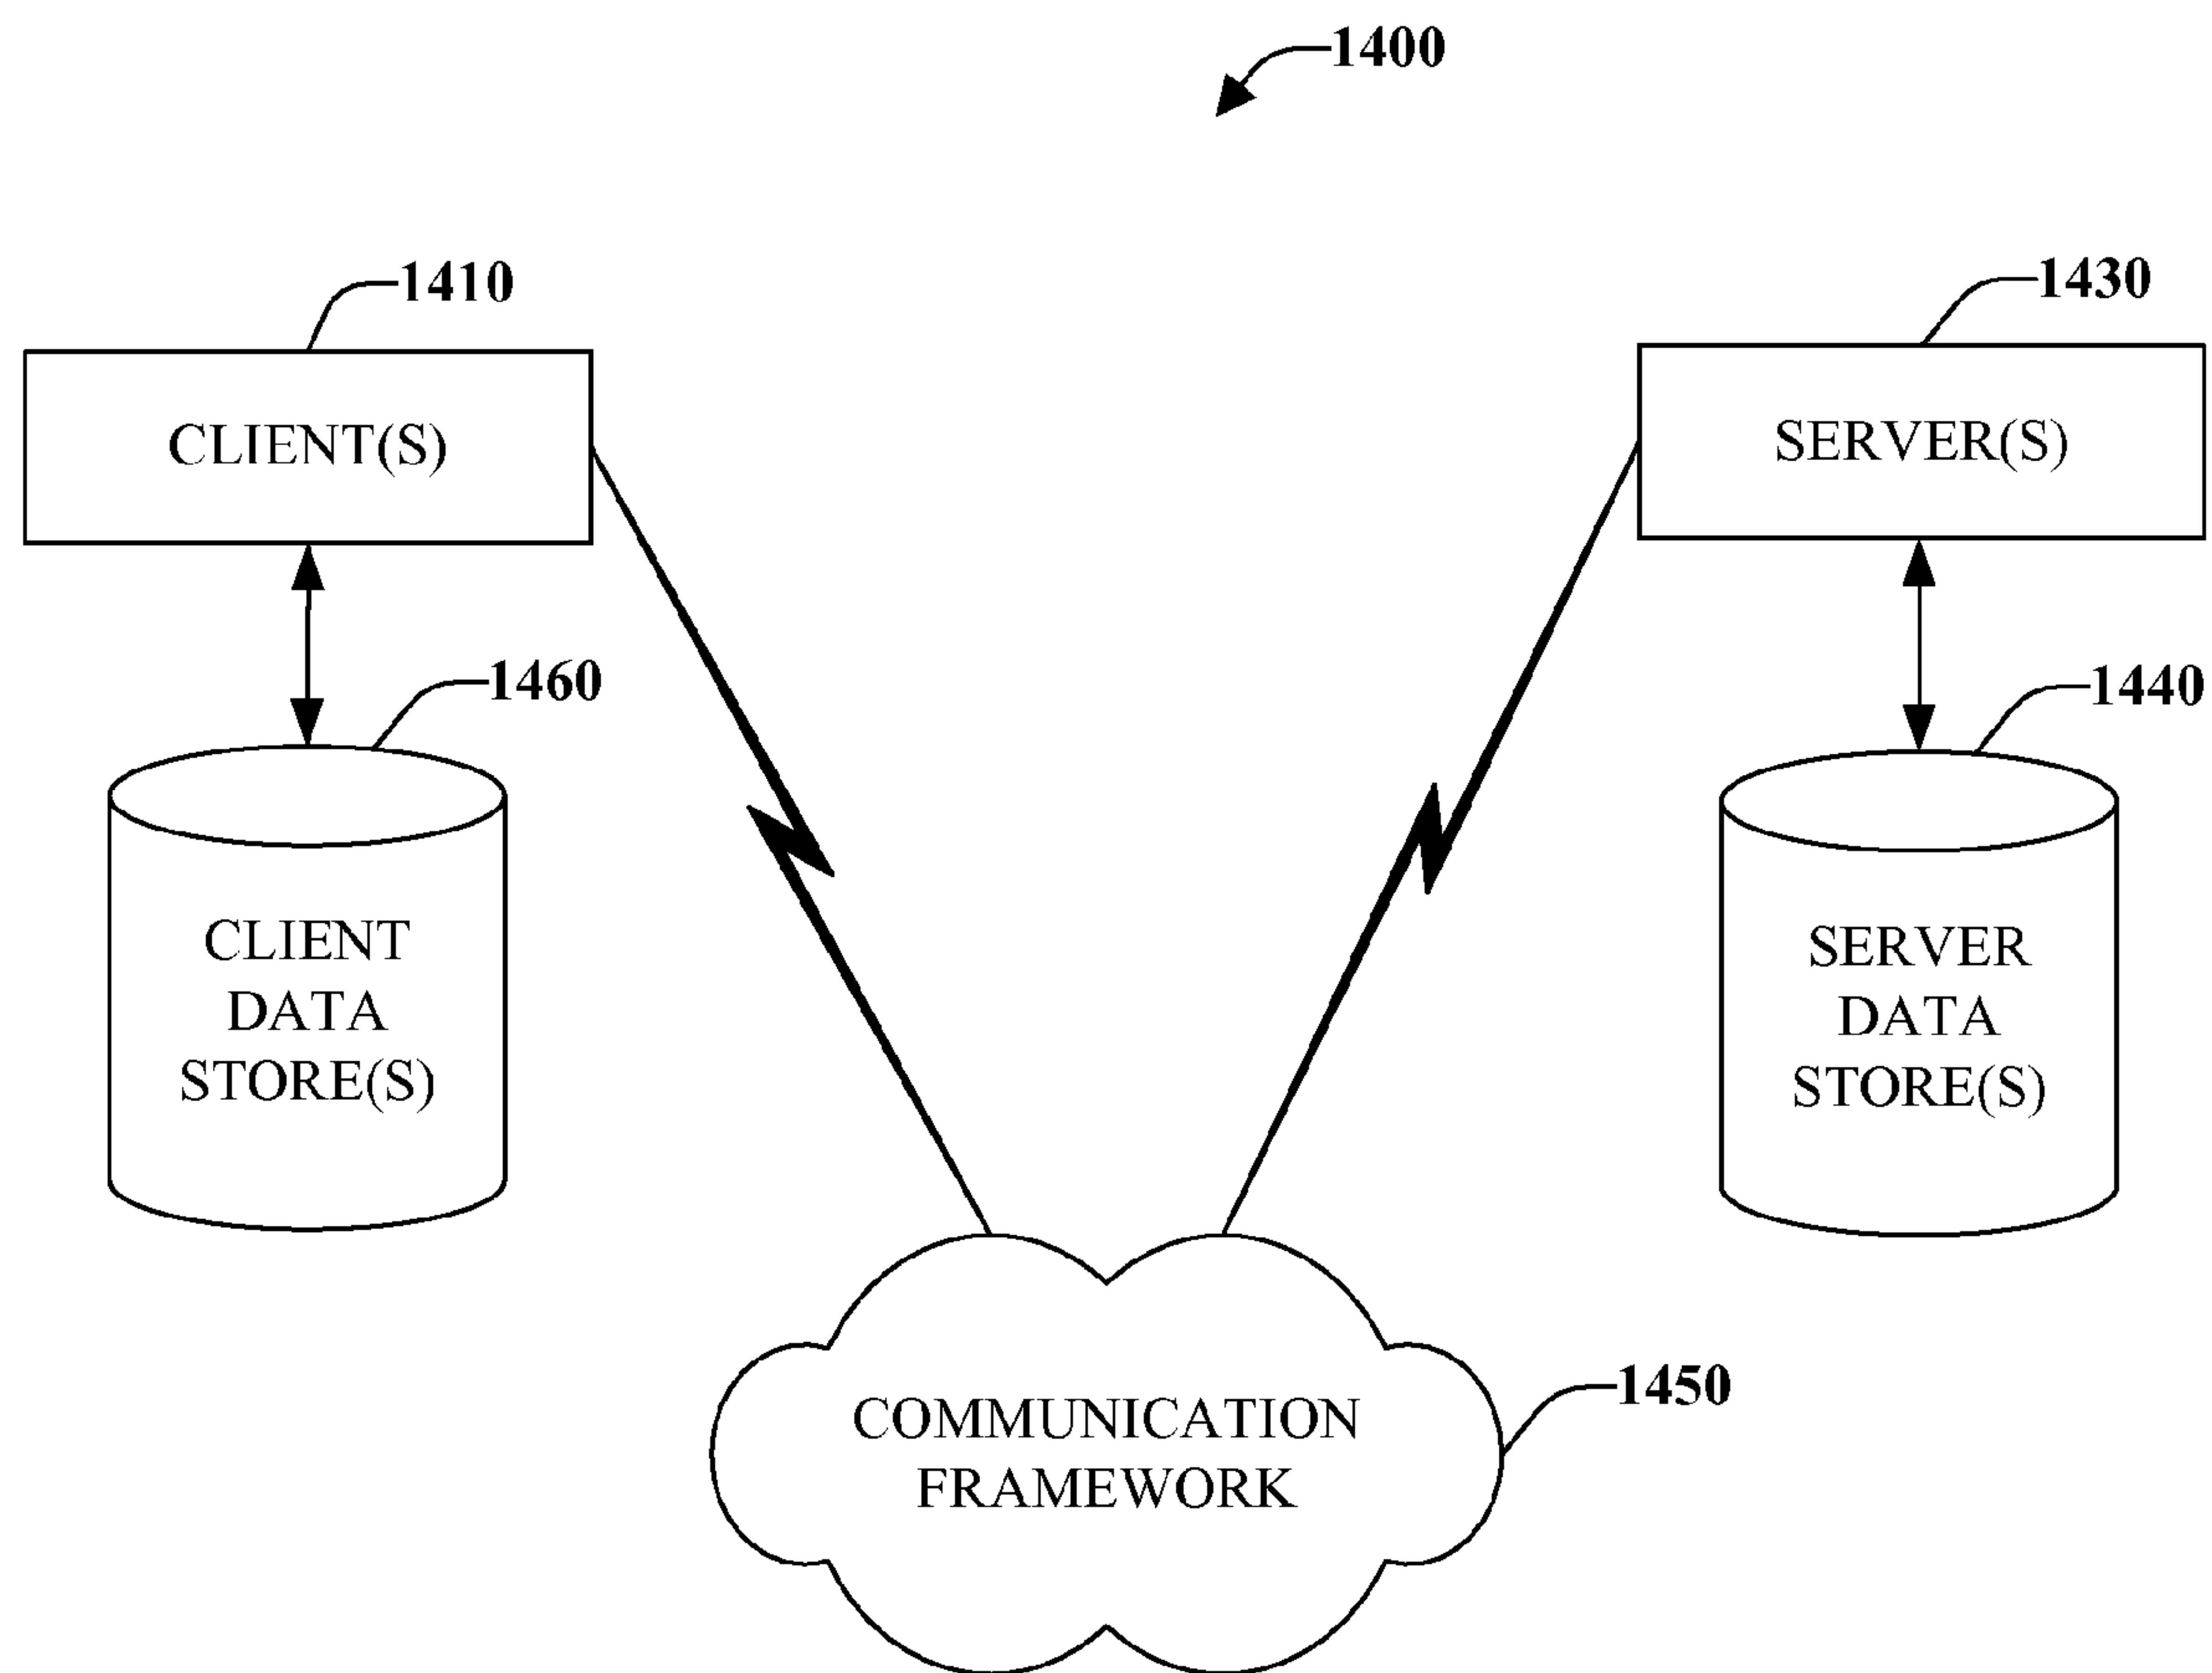 1400
1410
1430
CLIENT(S)
SERVER(S)
1460
1440
CLIENT
DATA
STORE(S)
SERVER
DATA
STORE(S)
1450
COMMUNICATION
FRAMEWORK